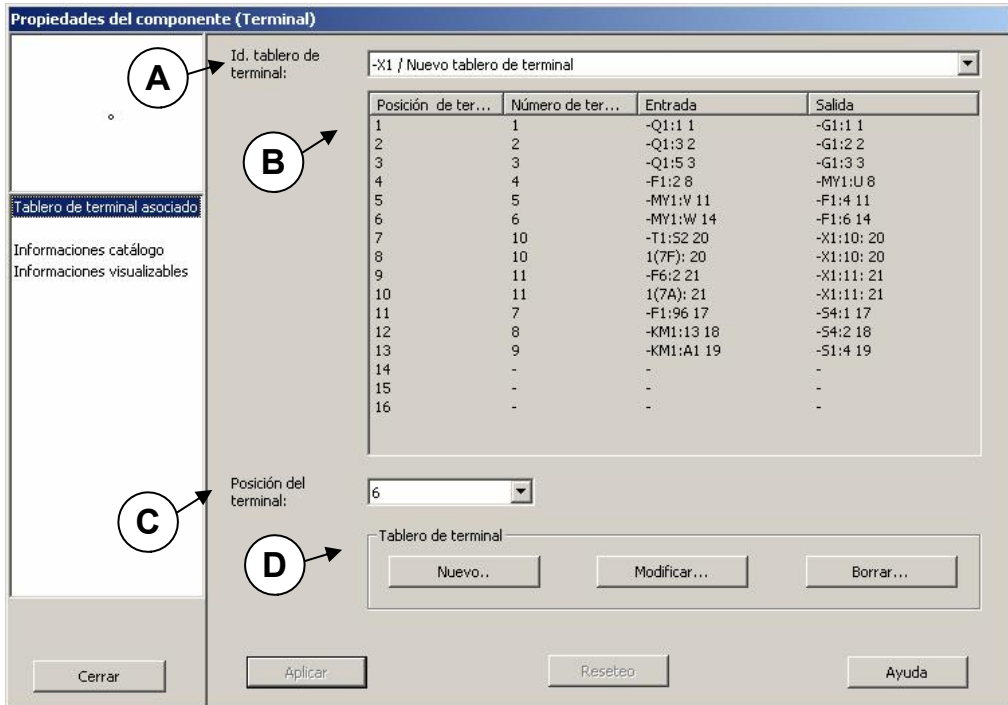 Propiedades del componente (Terminal)
A
Id. tablero de
terminal:
-X1 / Nuevo tablero de terminal
B
Posición de ter... Número de ter... Entrada Salida
1 1 -Q1:1 1 -G1:1 1
2 2 -Q1:3 2 -G1:2 2
3 3 -Q1:5 3 -G1:3 3
4 4 -F1:2 8 -MY1:U 8
5 5 -MY1:V 11 -F1:4 11
6 6 -MY1:W 14 -F1:6 14
7 10 -T1:S2 20 -X1:10: 20
8 10 1(7F): 20 -X1:10: 20
9 11 -F6:2 21 -X1:11: 21
10 11 1(7A): 21 -X1:11: 21
11 7 -F1:96 17 -S4:1 17
12 8 -KM1:13 18 -S4:2 18
13 9 -KM1:A1 19 -S1:4 19
14 - - -
15 - - -
16 - - -
Tablero de terminal asociado
Informaciones catálogo
Informaciones visualizables
C
Posición del
terminal:
6
D
Tablero de terminal
Nuevo.. Modificar... Borrar...
Cerrar Aplicar Reseteo Ayuda